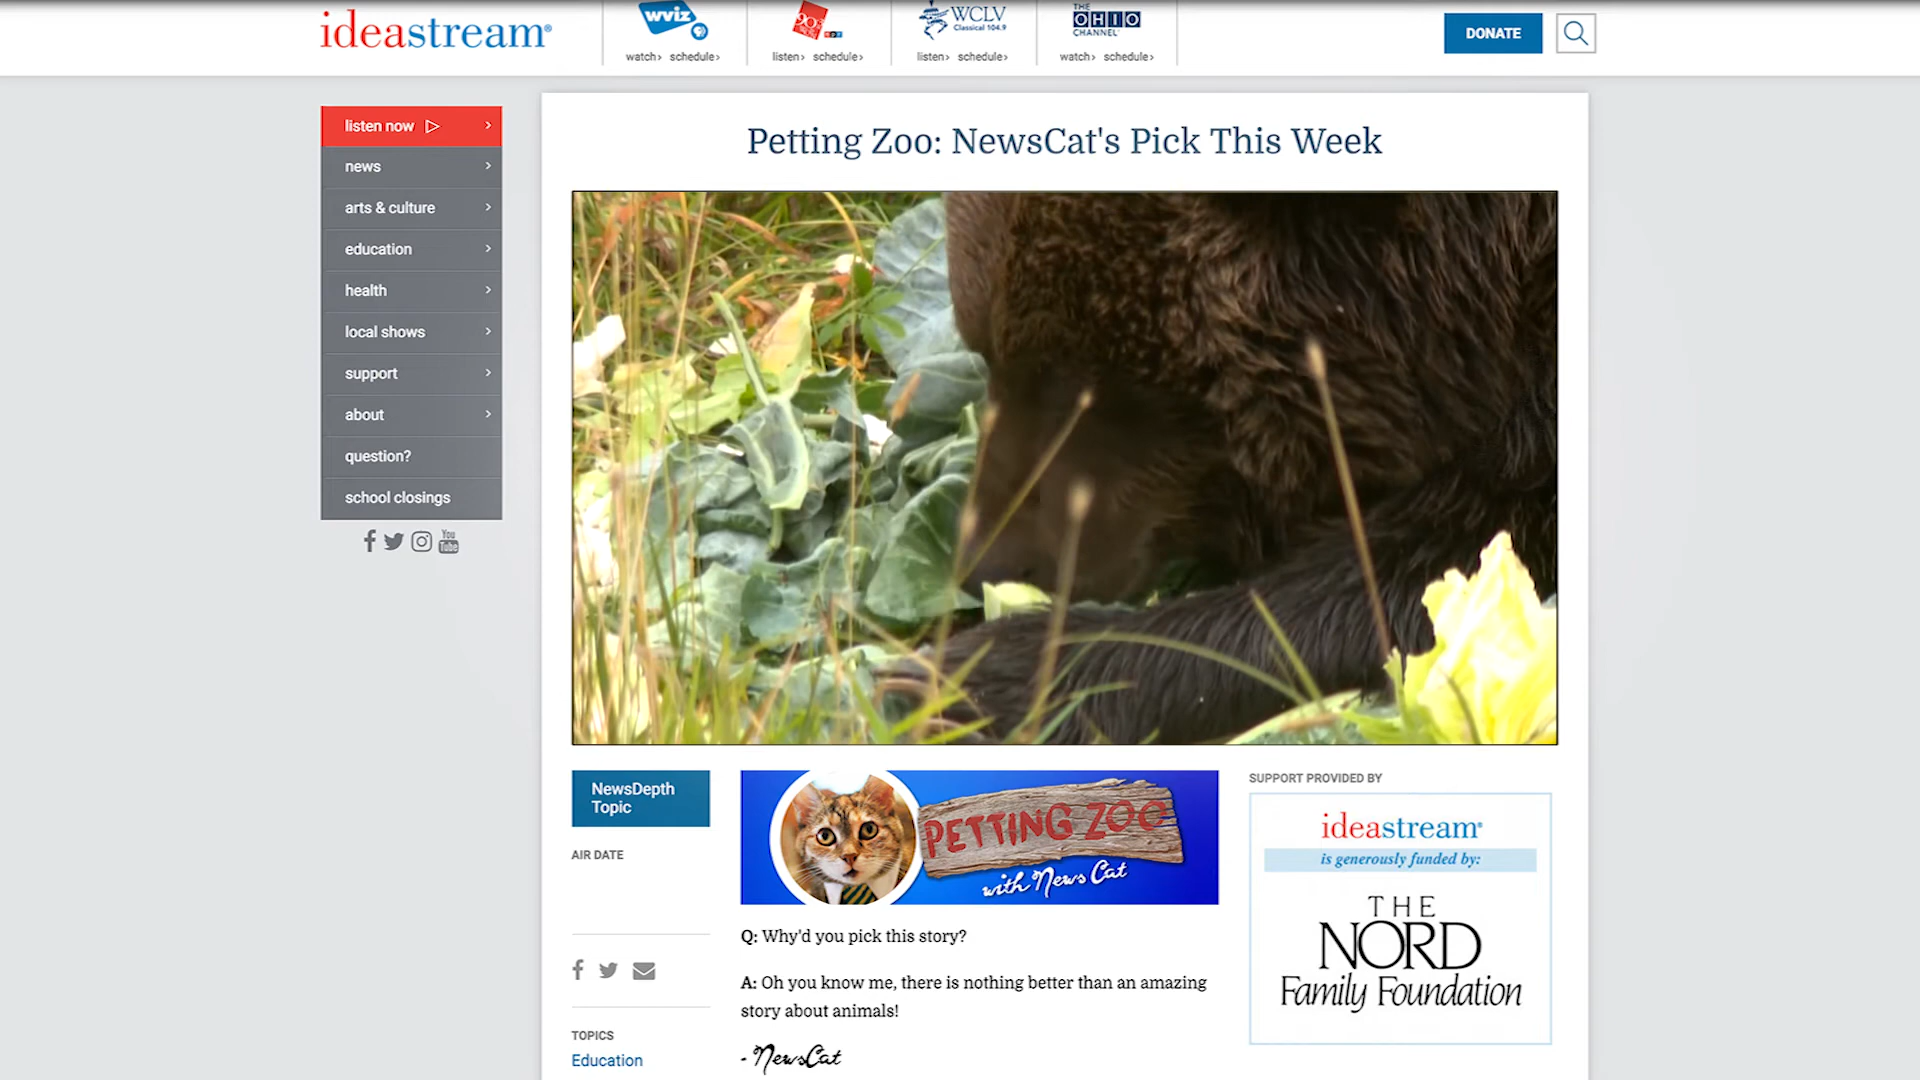 ideastream®
wviz
watch› schedule›
90.3
listen› schedule›
WCLV
Classical 104.9
listen› schedule›
THE
OHIO
CHANNEL
watch› schedule›
DONATE
listen now
news
arts & culture
education
health
local shows
support
about
question?
school closings
You
Tube
Petting Zoo: NewsCat's Pick This Week
NewsDepth
Topic
AIR DATE
TOPICS
Education
PETTING ZOO
with News Cat
Q: Why'd you pick this story?
A: Oh you know me, there is nothing better than an amazing
story about animals!
- NewsCat
SUPPORT PROVIDED BY
ideastream®
is generously funded by:
THE
NORD
Family Foundation